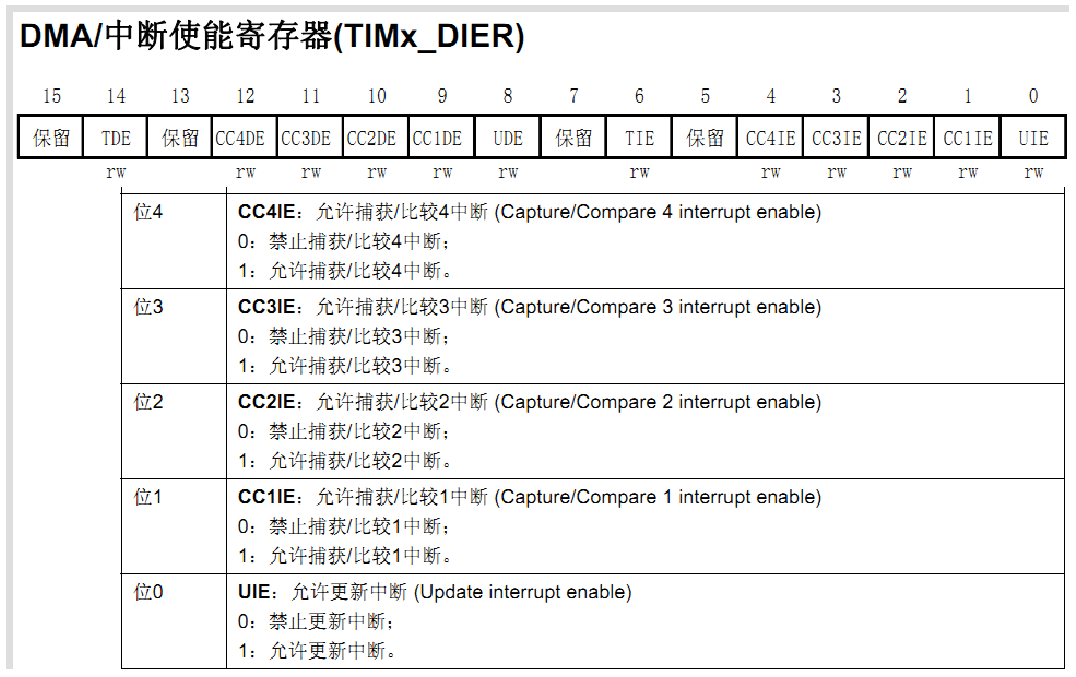 DMA/中断使能寄存器(TIMx_DIER)
15 14 13 12 11 10 9 8 7 6 5 4 3 2 1 0
保留 TDE 保留 CC4DE CC3DE CC2DE CC1DE UDE 保留 TIE 保留 CC4IE CC3IE CC2IE CC1IE UIE
rw rw rw rw rw rw rw rw rw rw rw rw
位4 CC4IE：允许捕获/比较4中断 (Capture/Compare 4 interrupt enable)
0：禁止捕获/比较4中断；
1：允许捕获/比较4中断。
位3 CC3IE：允许捕获/比较3中断 (Capture/Compare 3 interrupt enable)
0：禁止捕获/比较3中断；
1：允许捕获/比较3中断。
位2 CC2IE：允许捕获/比较2中断 (Capture/Compare 2 interrupt enable)
0：禁止捕获/比较2中断；
1：允许捕获/比较2中断。
位1 CC1IE：允许捕获/比较1中断 (Capture/Compare 1 interrupt enable)
0：禁止捕获/比较1中断；
1：允许捕获/比较1中断。
位0 UIE：允许更新中断 (Update interrupt enable)
0：禁止更新中断；
1：允许更新中断。